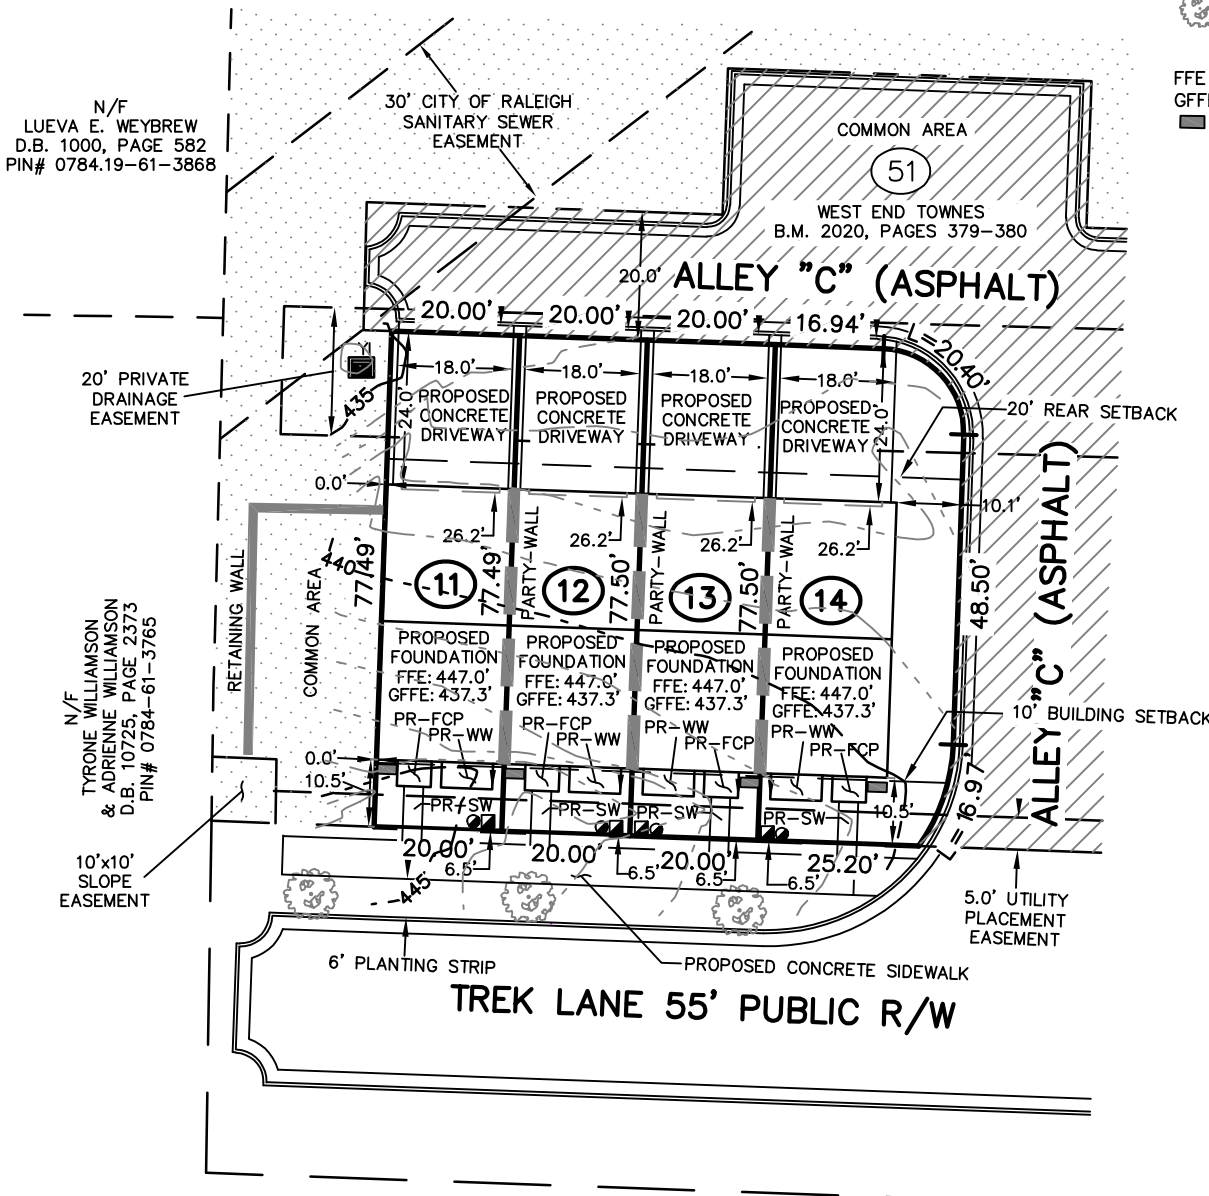 N/F
LUEVA E. WEYBREW
D.B. 1000, PAGE 582
PIN# 0784.19-61-3868
30' CITY OF RALEIGH
SANITARY SEWER
EASEMENT
FFE
COMMON AREA
51
WEST END TOWNES
B.M. 2020, PAGES 379-380
ALLEY "C" (ASPHALT)
20.0'
20.00'
20.00'
20.00'
16.94'
L=20.40'
20' PRIVATE
DRAINAGE
EASEMENT
YI
435
18.0'
18.0'
18.0'
18.0'
24.0'
24.0'
PROPOSED
CONCRETE
DRIVEWAY
PROPOSED
CONCRETE
DRIVEWAY
PROPOSED
CONCRETE
DRIVEWAY
PROPOSED
CONCRETE
DRIVEWAY
20' REAR SETBACK
0.0'
10.1'
26.2'
26.2'
26.2'
26.2'
440
77.49'
77.49'
77.50'
77.50'
PARTY-WALL
PARTY-WALL
PARTY-WALL
11
12
13
14
48.50'
ALLEY "C" (ASPHALT)
RETAINING WALL
COMMON AREA
N/F
TYRONE WILLIAMSON
& ADRIENNE WILLIAMSON
D.B. 10725, PAGE 2373
PIN# 0784-61-3765
PROPOSED
FOUNDATION
FFE: 447.0'
GFFE: 437.3'
PROPOSED
FOUNDATION
FFE: 447.0'
GFFE: 437.3'
PROPOSED
FOUNDATION
FFE: 447.0'
GFFE: 437.3'
PROPOSED
FOUNDATION
FFE: 447.0'
GFFE: 437.3'
PR-FCP
PR-WW
PR-FCP
PR-WW
PR-WW
PR-FCP
PR-WW
PR-FCP
10' BUILDING SETBACK
0.0'
10.5'
10.5'
PR-SW
PR-SW
PR-SW
PR-SW
L=16.97'
20.00'
20.00'
20.00'
25.20'
6.5'
6.5'
6.5'
6.5'
445
10'x10'
SLOPE
EASEMENT
5.0' UTILITY
PLACEMENT
EASEMENT
6' PLANTING STRIP
PROPOSED CONCRETE SIDEWALK
TREK LANE 55' PUBLIC R/W